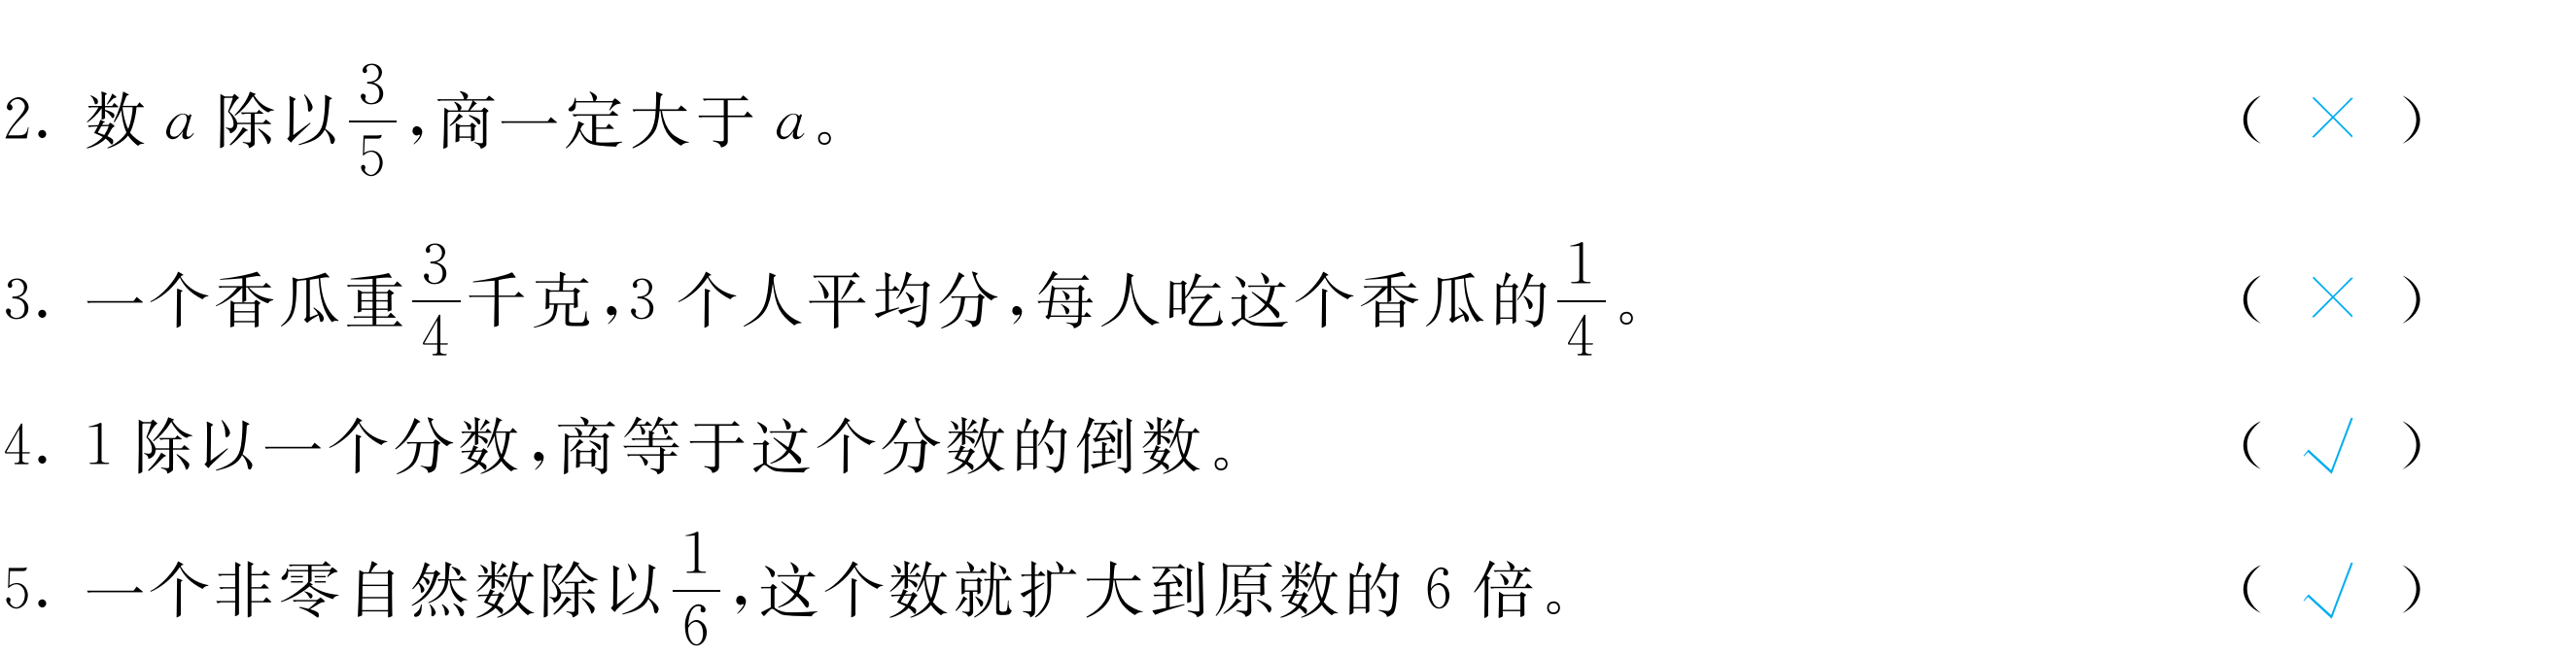 2. 数 a 除以 3/5,商一定大于 a。 ( × )
3. 一个香瓜重 3/4 千克,3 个人平均分,每人吃这个香瓜的 1/4。 ( × )
4. 1 除以一个分数,商等于这个分数的倒数。 ( √ )
5. 一个非零自然数除以 1/6,这个数就扩大到原数的 6 倍。 ( √ )